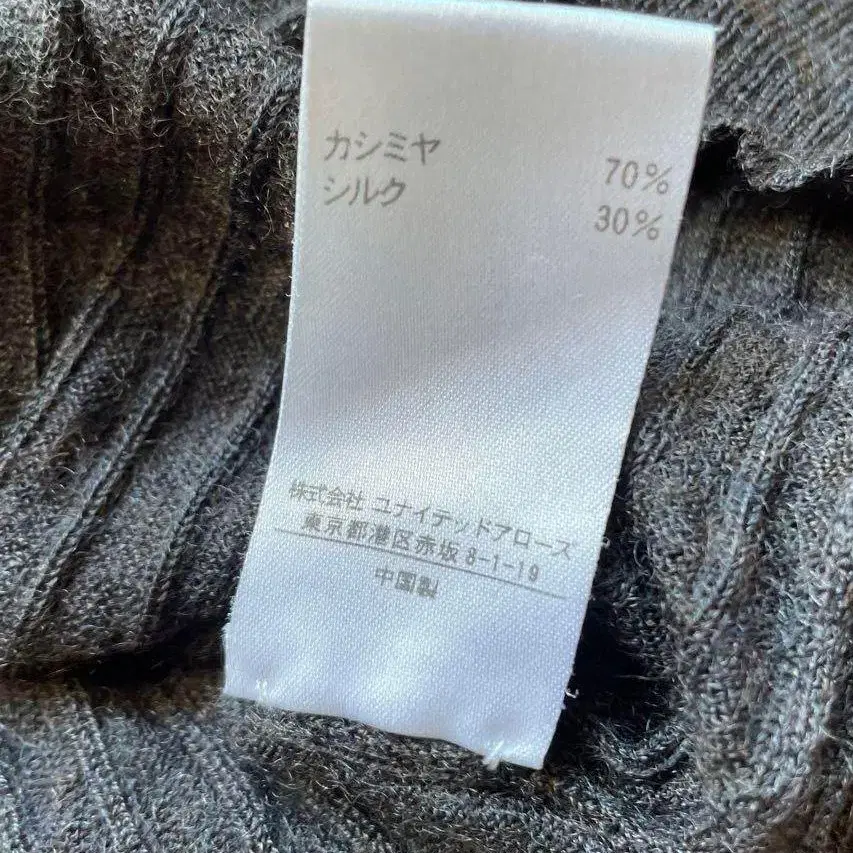 カシミヤ 70%
シルク 30%
株式会社 ユナイテッドアローズ
東京都港区赤坂 8-1-19
中国製